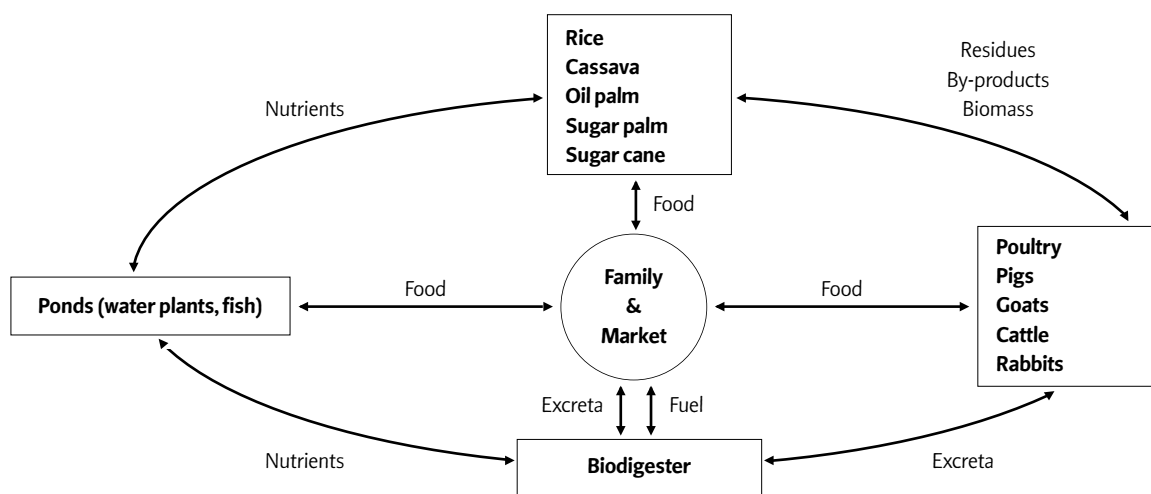 Rice
Cassava
Oil palm
Sugar palm
Sugar cane
Residues
By-products
Biomass
Nutrients
Food
Poultry
Pigs
Goats
Cattle
Rabbits
Ponds (water plants, fish)
Food
Family
&
Market
Food
Excreta
Fuel
Nutrients
Biodigester
Excreta